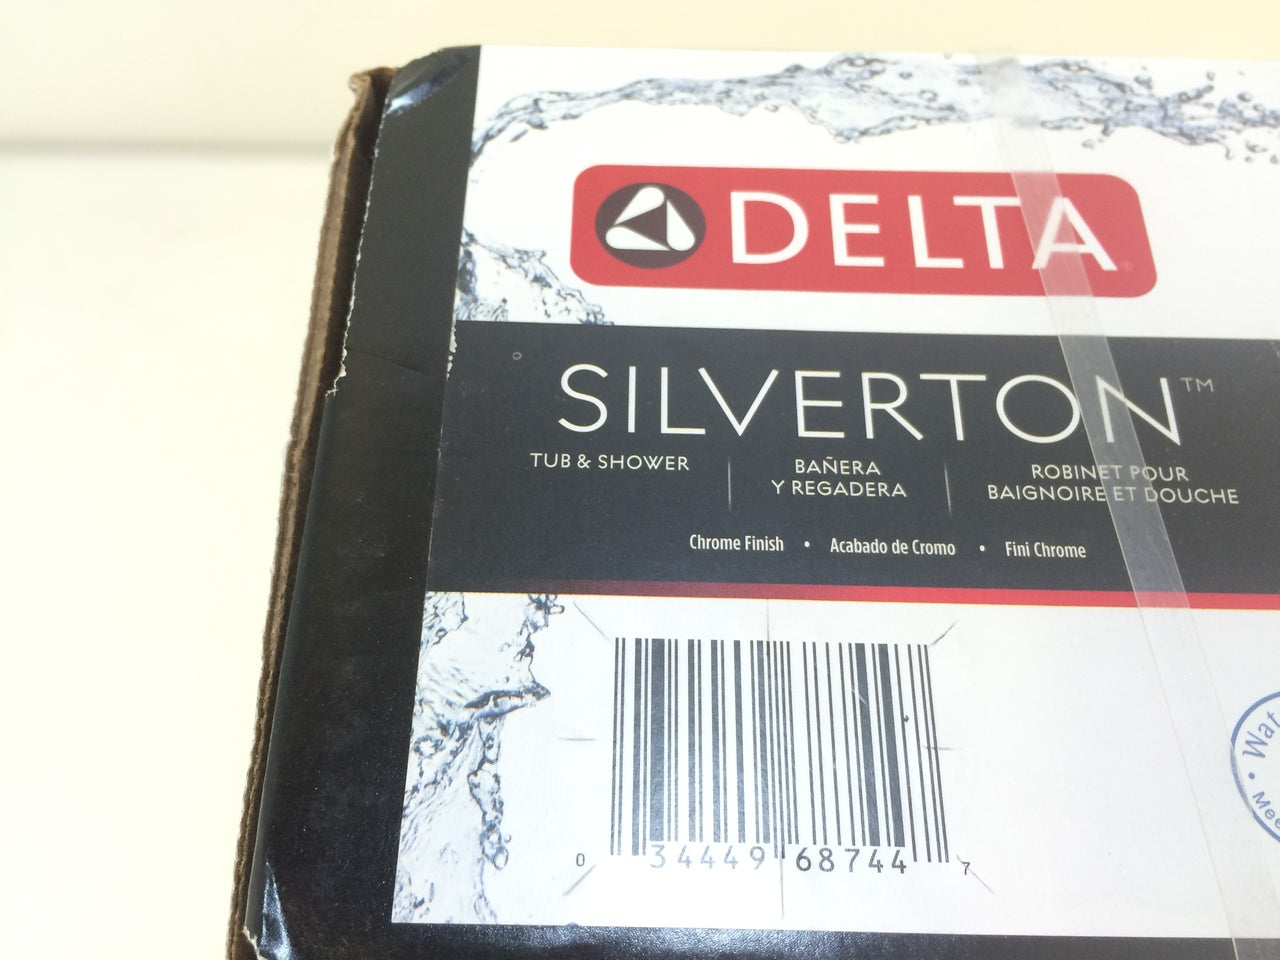 DELTA
SILVERTON™
TUB & SHOWER
BAÑERA
Y REGADERA
ROBINET POUR
BAIGNOIRE ET DOUCHE
Chrome Finish • Acabado de Cromo • Fini Chrome
0 34449 68744 7